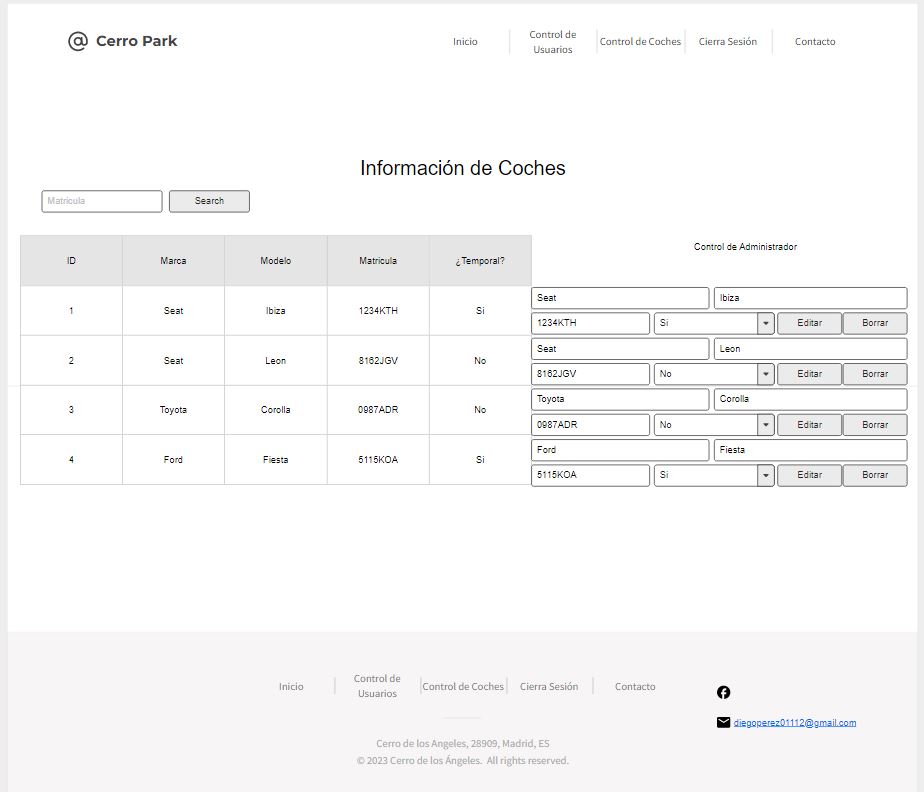 @ Cerro Park
Inicio
Control de
Usuarios
Control de Coches
Cierra Sesión
Contacto
Información de Coches
Matrícula
Search
ID Marca Modelo Matricula ¿Temporal?
Control de Administrador
1 Seat Ibiza 1234KTH Si
Seat Ibiza
1234KTH Si Editar Borrar
2 Seat Leon 8162JGV No
Seat Leon
8162JGV No Editar Borrar
3 Toyota Corolla 0987ADR No
Toyota Corolla
0987ADR No Editar Borrar
4 Ford Fiesta 5115KOA Si
Ford Fiesta
5115KOA Si Editar Borrar
Inicio
Control de
Usuarios
Control de Coches
Cierra Sesión
Contacto
diegoperez01112@gmail.com
Cerro de los Angeles, 28909, Madrid, ES
© 2023 Cerro de los Ángeles. All rights reserved.